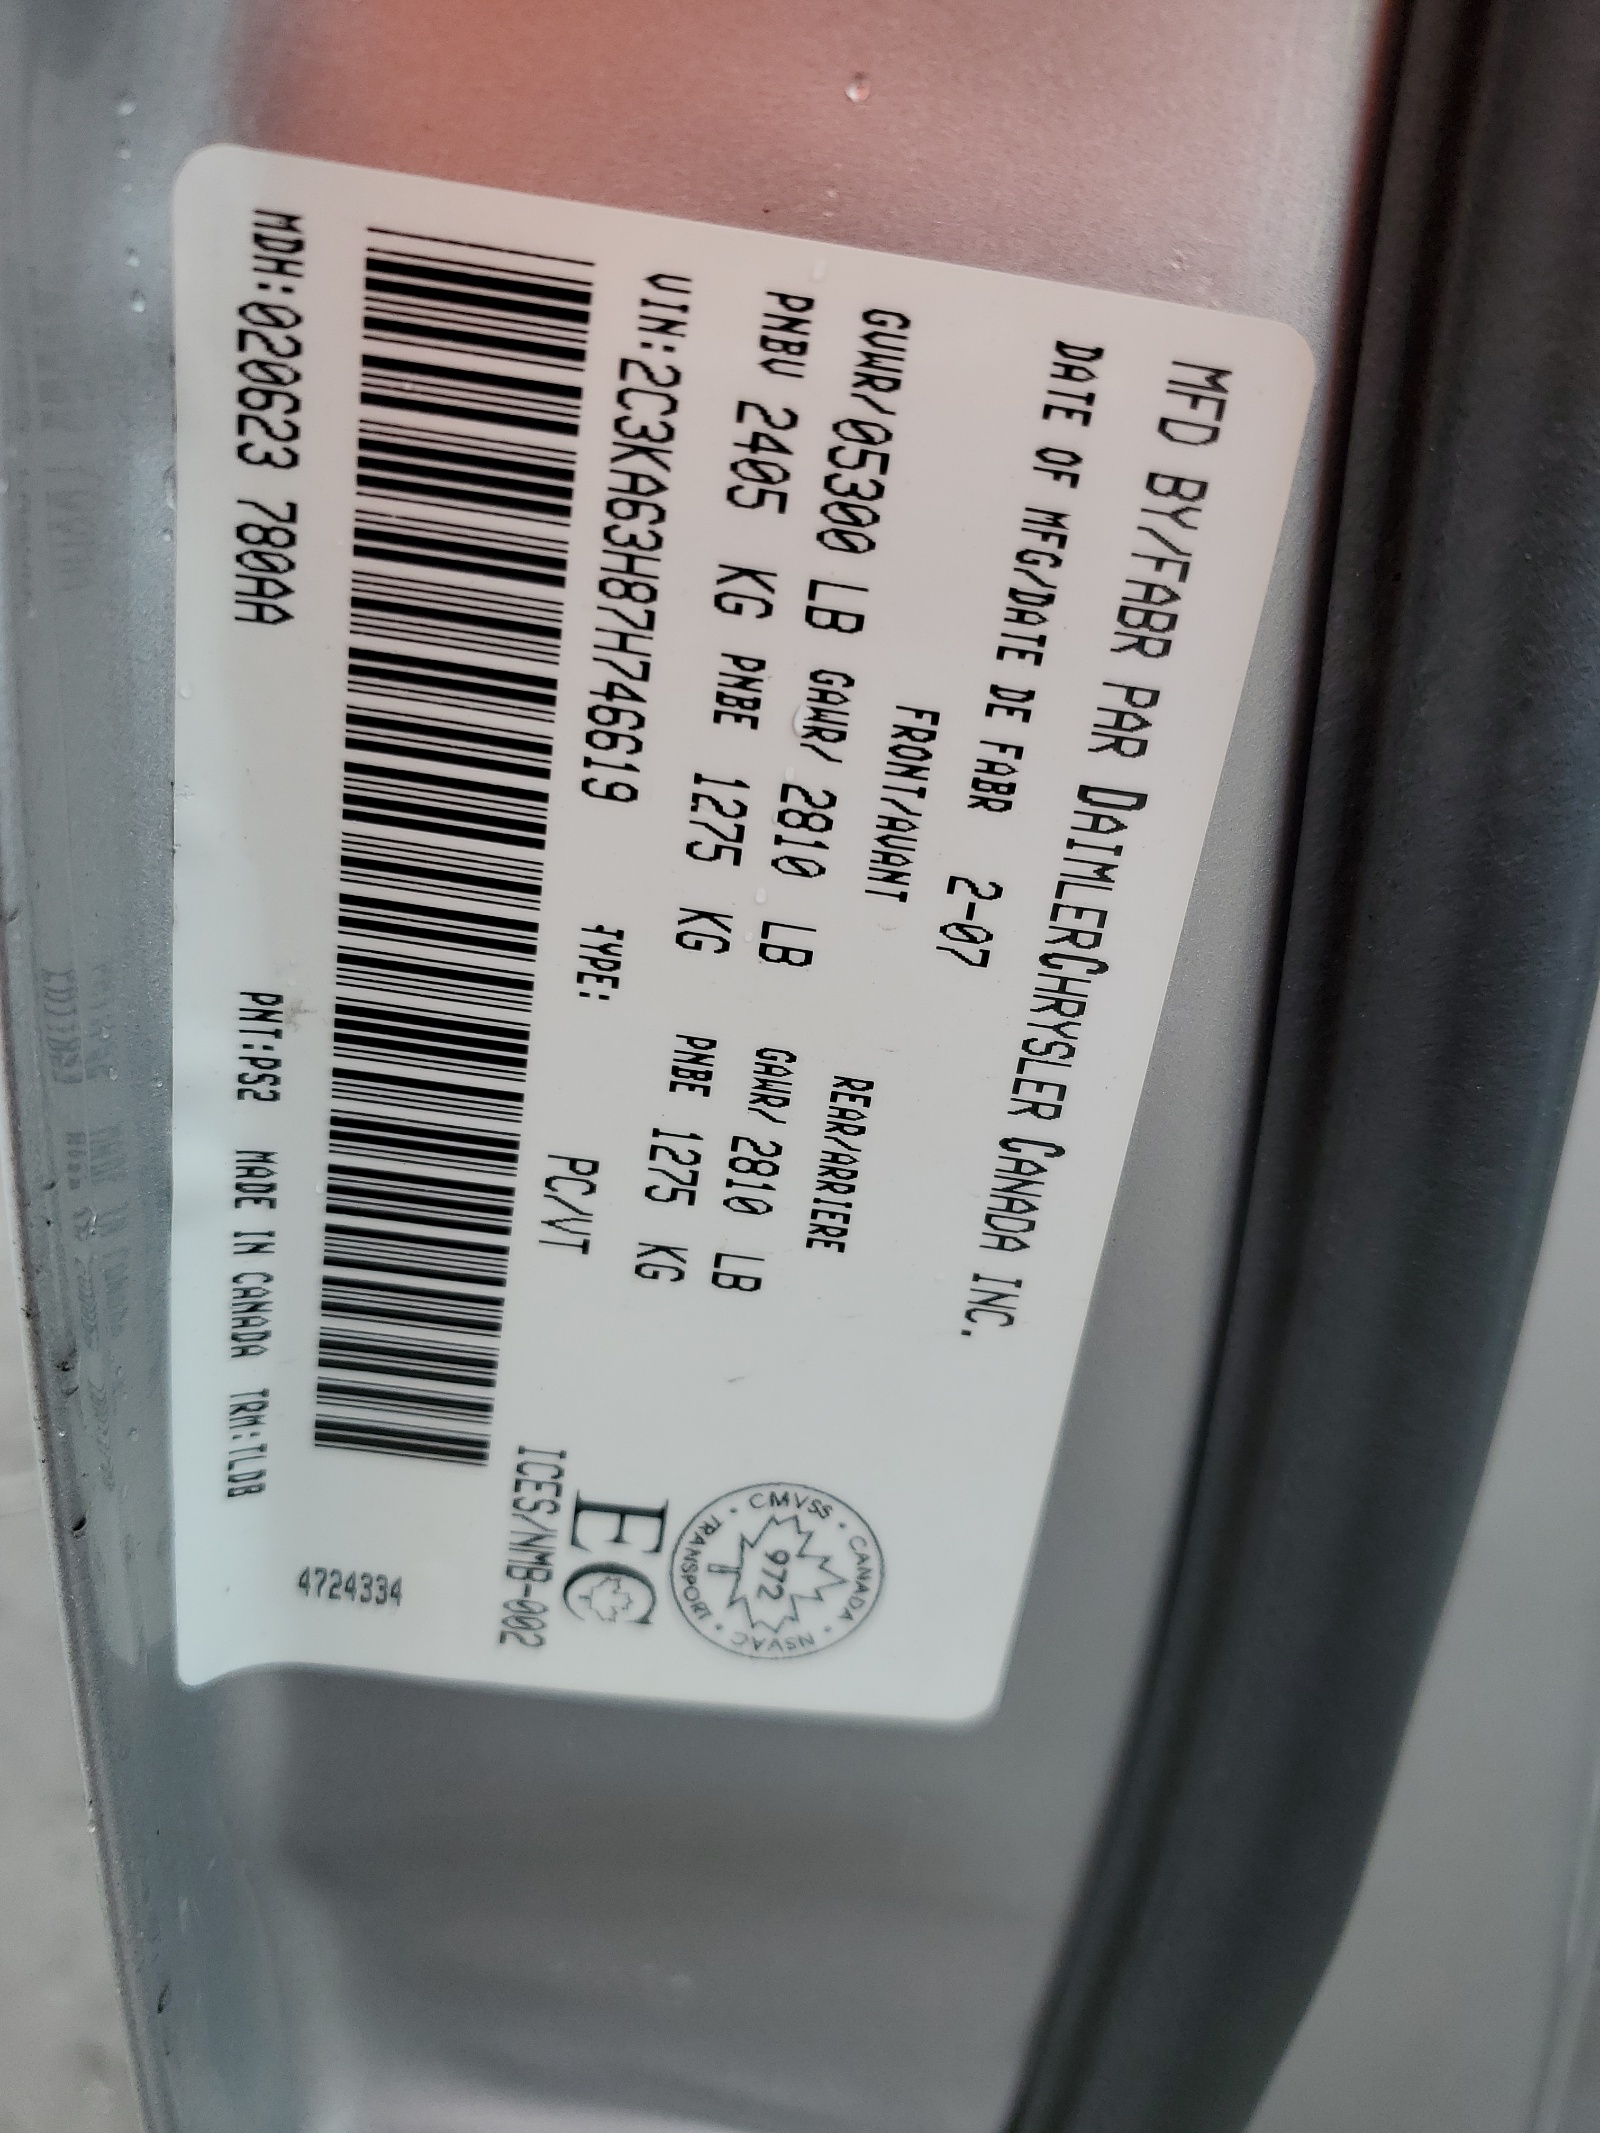 MFD BY/FABR PAR DAIMLERCHRYSLER CANADA INC.
DATE OF MFG/DATE DE FABR 2-07
FRONT/AVANT REAR/ARRIERE
GVWR/05300 LB GAWR/ 2810 LB GAWR/ 2810 LB
PNBV 2405 KG PNBE 1275 KG PNBE 1275 KG
VIN:2C3KA63H87H746619 TYPE: PC/VT
CANADA · NSVAC · TRANSPORT · CMVSS ·
972
EC
ICES/NMB-002
MDH:020623 780AA PNT:PS2 MADE IN CANADA TRM:TLDB
4724334